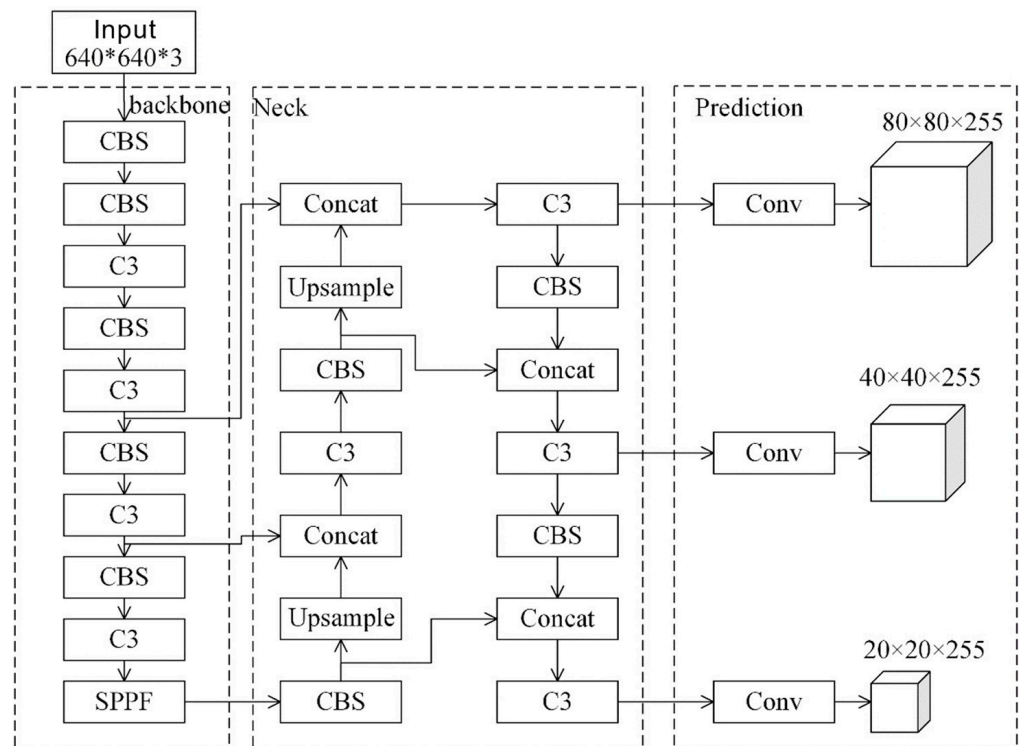 Input
640*640*3
backbone
CBS
CBS
C3
CBS
C3
CBS
C3
CBS
C3
SPPF
Neck
Concat
Upsample
CBS
C3
Concat
Upsample
CBS
C3
CBS
Concat
C3
CBS
Concat
C3
Prediction
80×80×255
Conv
40×40×255
Conv
20×20×255
Conv